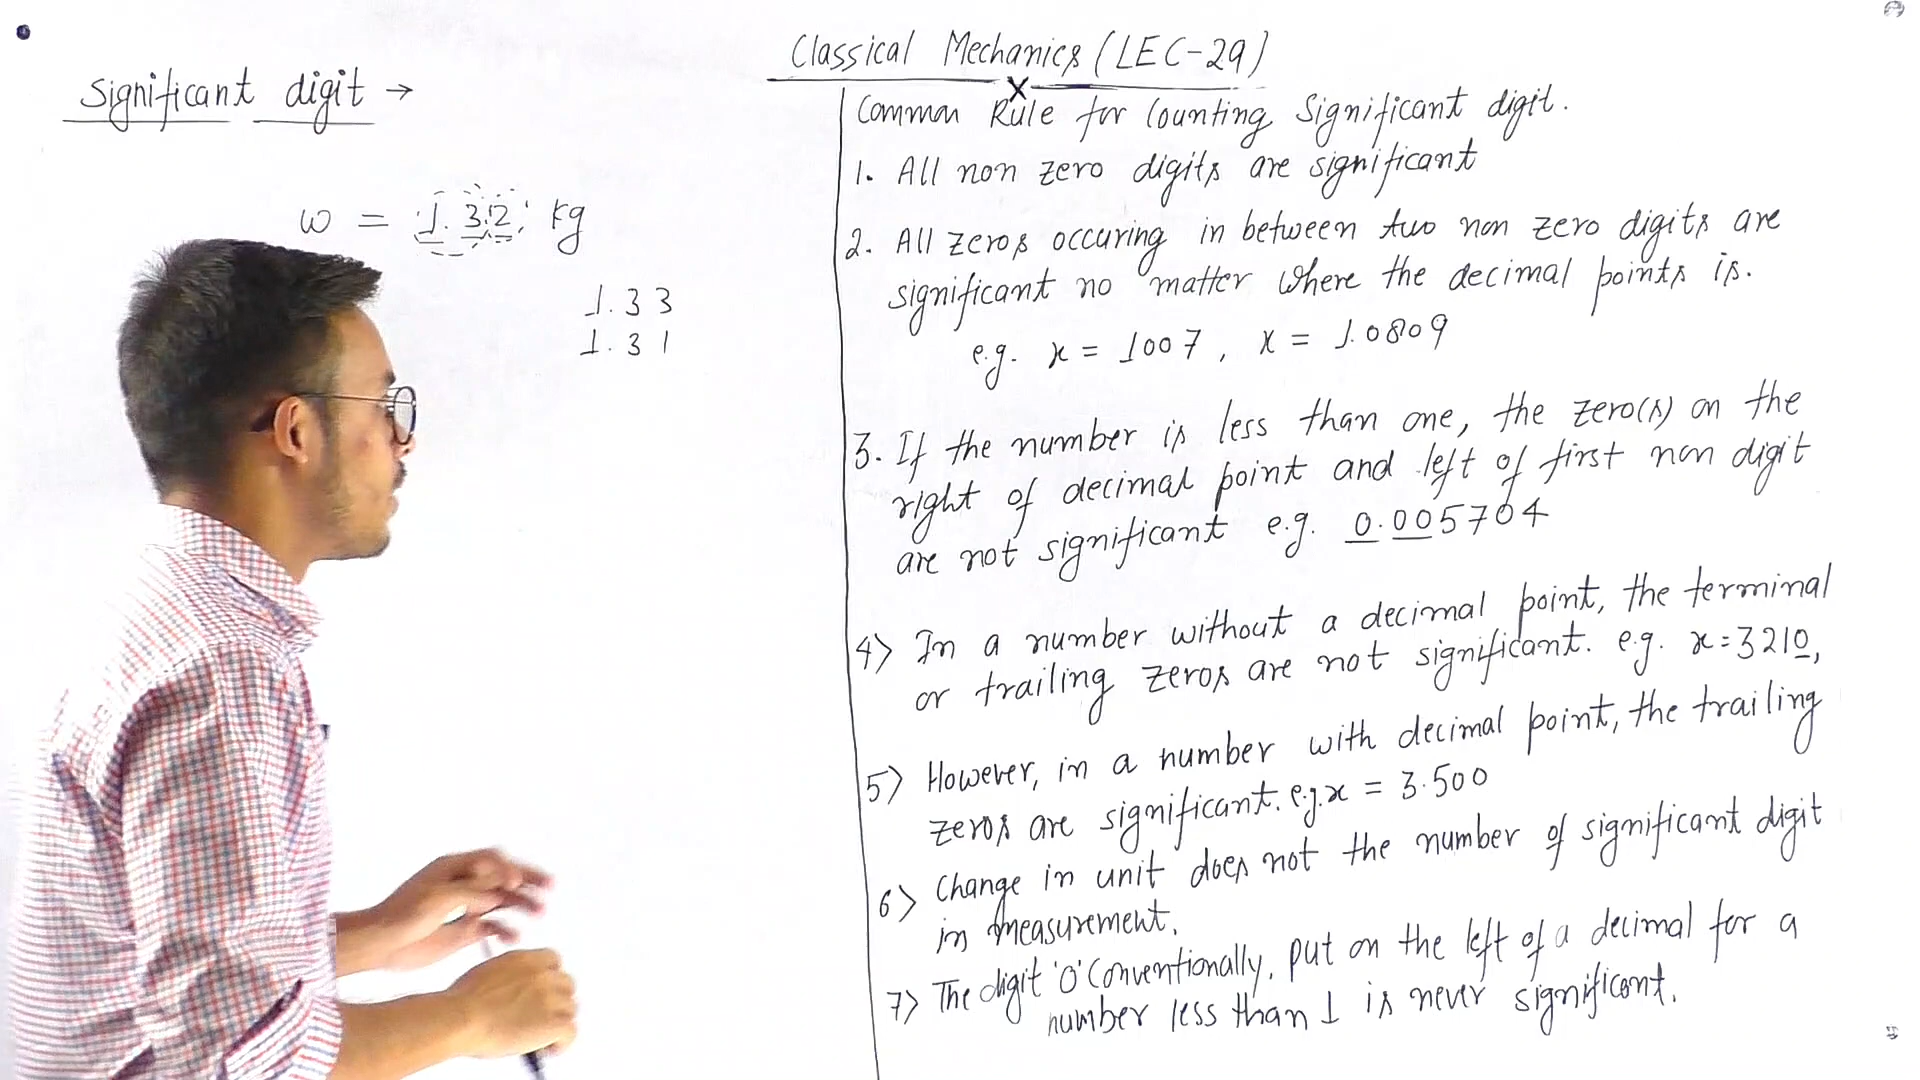 Classical Mechanics (LEC-29)
Significant digit →
w = 1.32 kg
1.33
1.31
Common Rule for Counting Significant digit.
1. All non zero digits are significant
2. All zeros occuring in between two non zero digits are
significant no matter where the decimal points is.
e.g. x = 1007, x = 1.0809
3. If the number is less than one, the zero(s) on the
right of decimal point and left of first non digit
are not significant e.g. 0.005704
4) In a number without a decimal point, the terminal
or trailing zeros are not significant. e.g. x=3210,
5) However, in a number with decimal point, the trailing
zeros are significant. e.g. x = 3.500
6) Change in unit does not the number of significant digit
in measurement.
7) The digit 'O' Conventionally, put on the left of a decimal for a
number less than 1 is never significant.